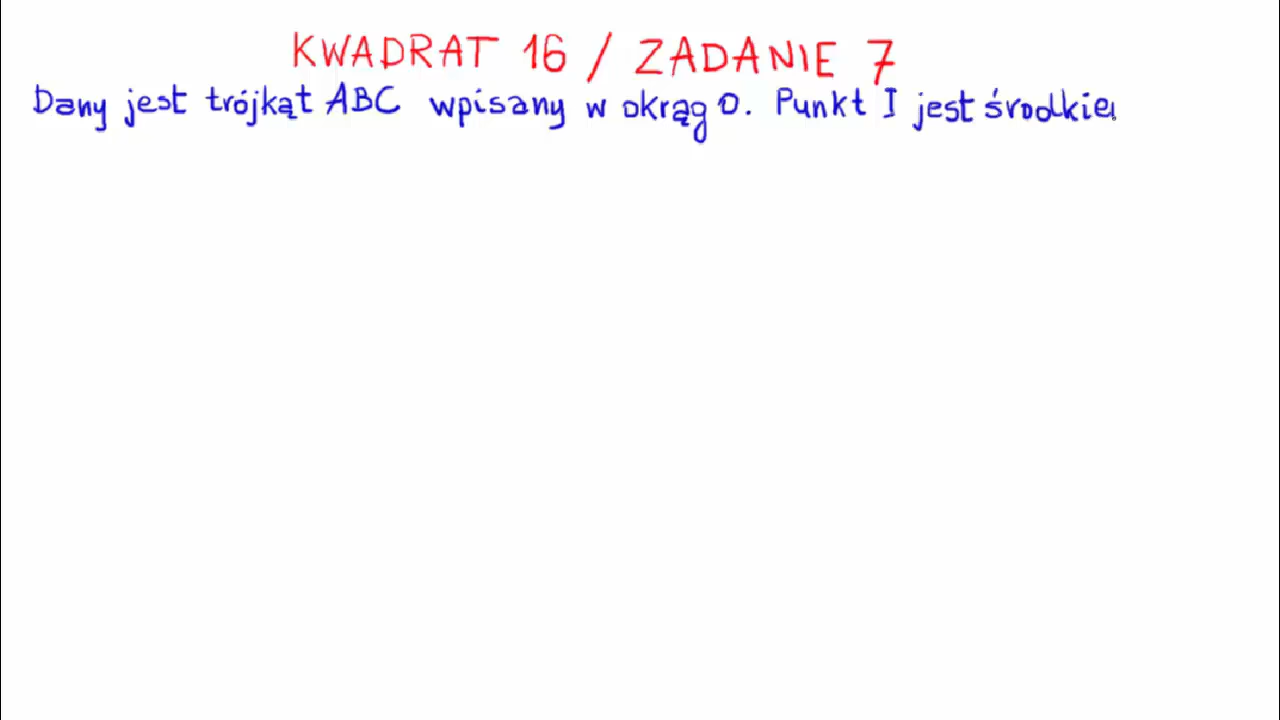 KWADRAT 16 / ZADANIE 7
Dany jest trójkąt ABC wpisany w okrąg O. Punkt I jest środkie